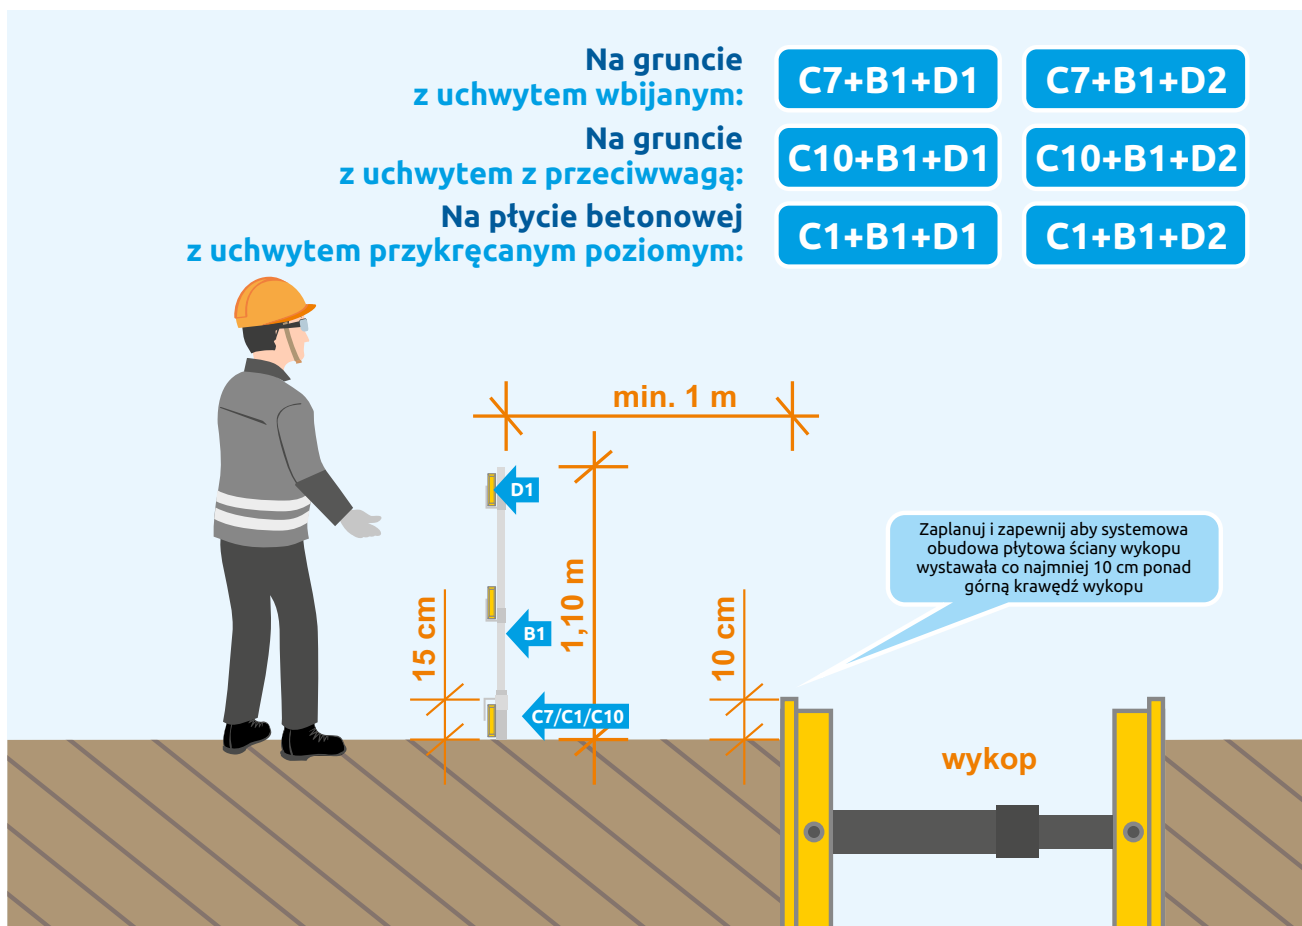 Na gruncie
z uchwytem wbijanym:
C7+B1+D1
C7+B1+D2
Na gruncie
z uchwytem z przeciwwagą:
C10+B1+D1
C10+B1+D2
Na płycie betonowej
z uchwytem przykręcanym poziomym:
C1+B1+D1
C1+B1+D2
min. 1 m
D1
1,10 m
B1
15 cm
C7/C1/C10
10 cm
Zaplanuj i zapewnij aby systemowa
obudowa płytowa ściany wykopu
wystawała co najmniej 10 cm ponad
górną krawędź wykopu
wykop